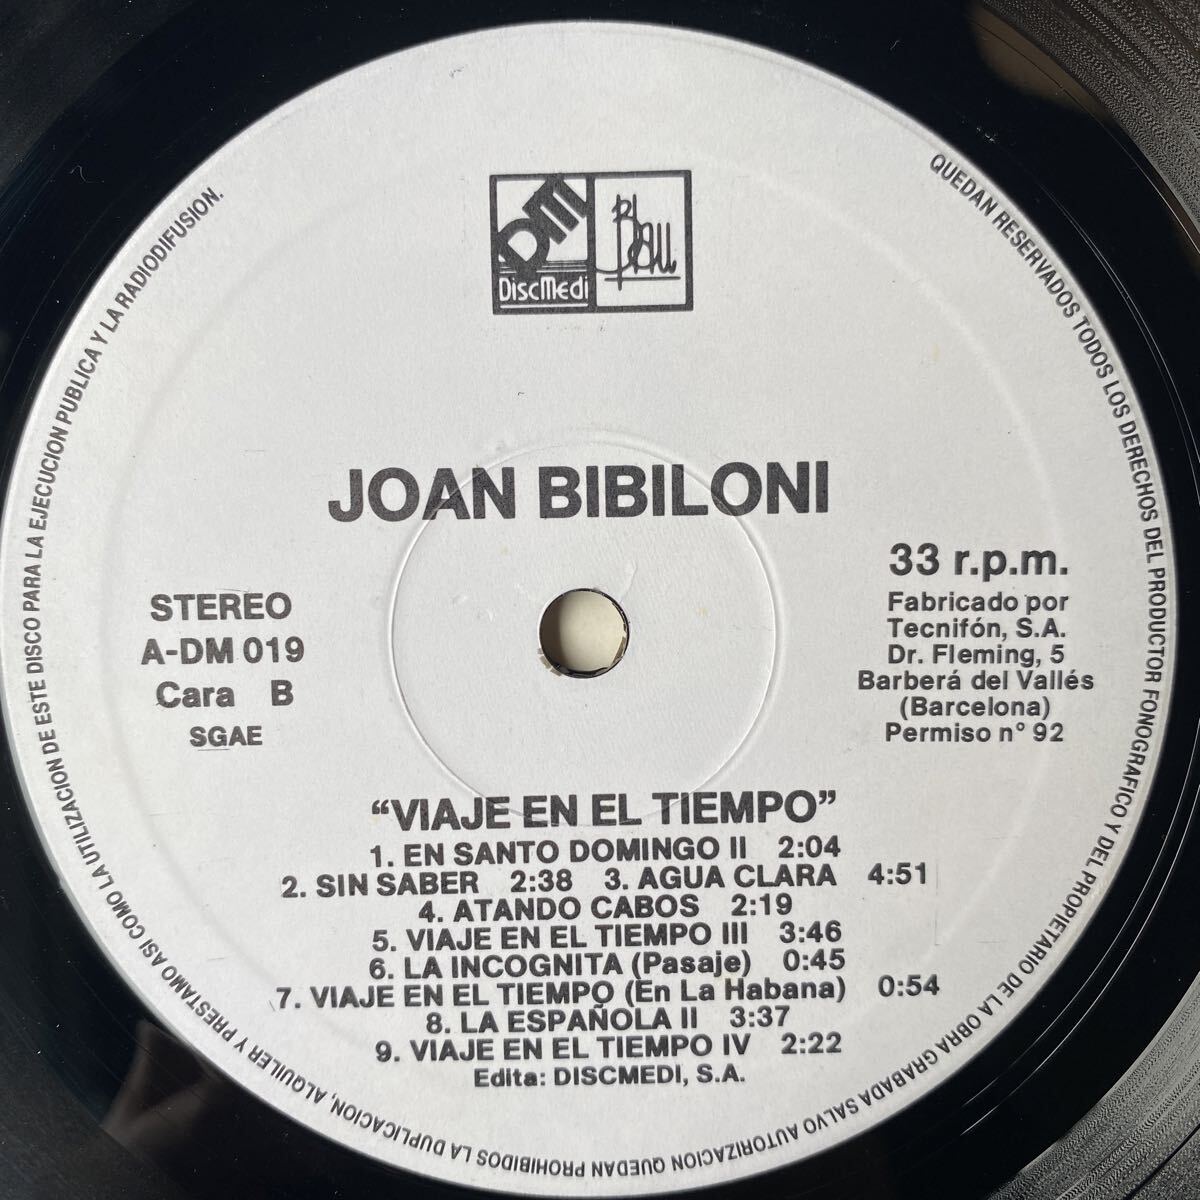 DM
DiscMedi
Blau
JOAN BIBILONI
STEREO
A-DM 019
Cara B
SGAE
33 r.p.m.
Fabricado por
Tecnifón, S.A.
Dr. Fleming, 5
Barberá del Vallés
(Barcelona)
Permiso n° 92
“VIAJE EN EL TIEMPO”
1. EN SANTO DOMINGO II 2:04
2. SIN SABER 2:38 3. AGUA CLARA 4:51
4. ATANDO CABOS 2:19
5. VIAJE EN EL TIEMPO III 3:46
6. LA INCOGNITA (Pasaje) 0:45
7. VIAJE EN EL TIEMPO (En La Habana) 0:54
8. LA ESPAÑOLA II 3:37
9. VIAJE EN EL TIEMPO IV 2:22
Edita: DISCMEDI, S.A.
QUEDAN RESERVADOS TODOS LOS DERECHOS DEL PRODUCTOR FONOGRAFICO Y DEL PROPIETARIO DE LA OBRA GRABADA SALVO AUTORIZACION QUEDAN PROHIBIDOS LA DUPLICACION, ALQUILER Y PRESTAMO ASI COMO LA UTILIZACION DE ESTE DISCO PARA LA EJECUCION PUBLICA Y LA RADIODIFUSION.